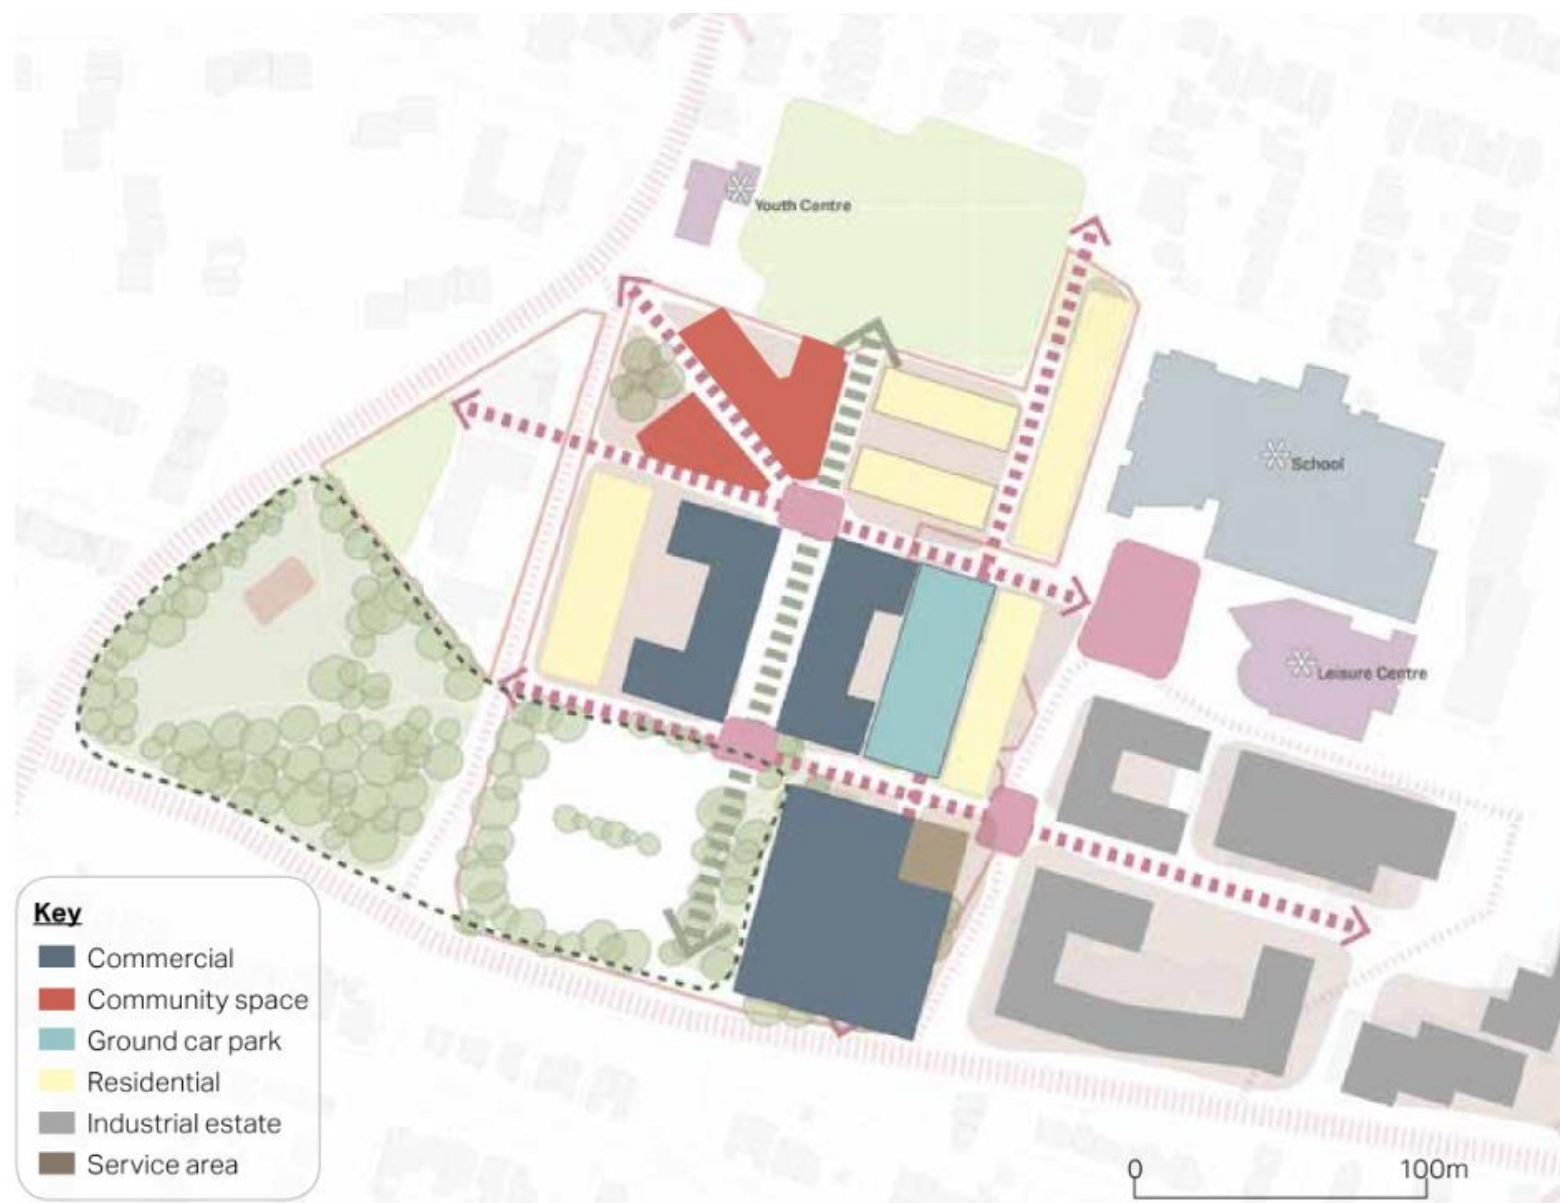 Youth Centre
School
Leisure Centre
Key
Commercial
Community space
Ground car park
Residential
Industrial estate
Service area
0 100m